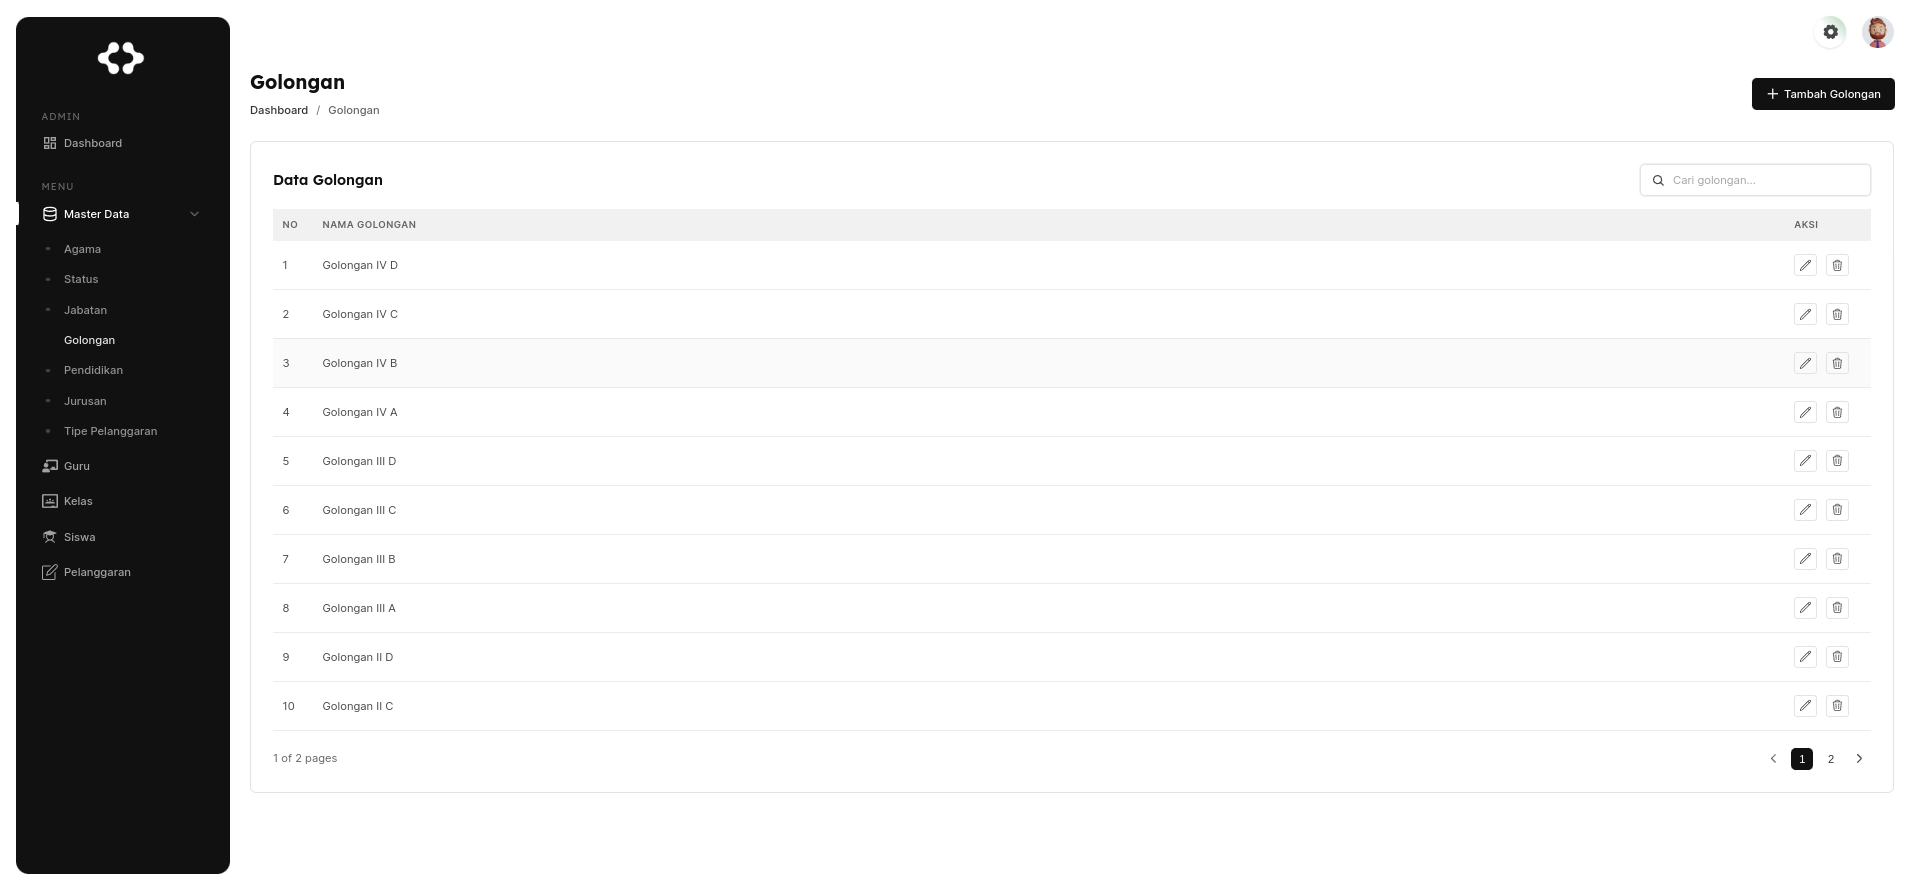 ADMIN
Dashboard
MENU
Master Data
Agama
Status
Jabatan
Golongan
Pendidikan
Jurusan
Tipe Pelanggaran
Guru
Kelas
Siswa
Pelanggaran
Golongan
Dashboard / Golongan
Tambah Golongan
Data Golongan
Cari golongan...
NO NAMA GOLONGAN AKSI
1 Golongan IV D
2 Golongan IV C
3 Golongan IV B
4 Golongan IV A
5 Golongan III D
6 Golongan III C
7 Golongan III B
8 Golongan III A
9 Golongan II D
10 Golongan II C
1 of 2 pages
1 2